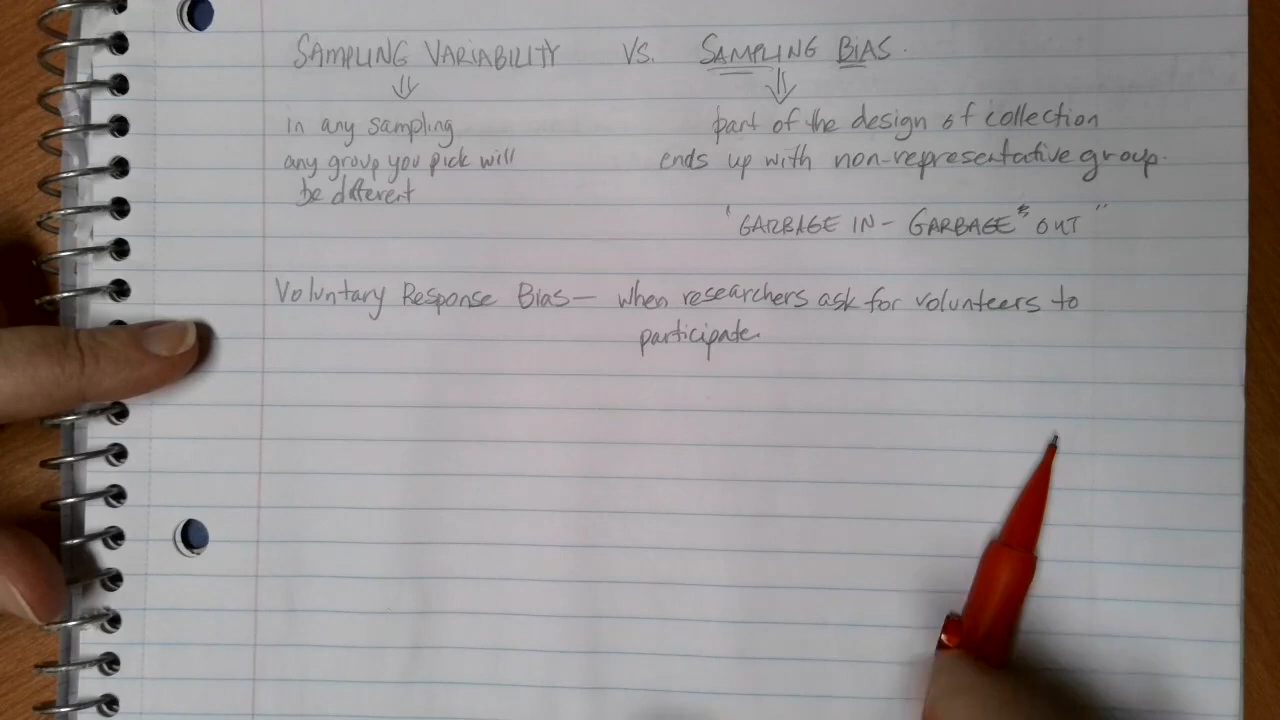 SAMPLING VARIABILITY VS. SAMPLING BIAS.
in any sampling
any group you pick will
be different
part of the design of collection
ends up with non-representative group.
"GARBAGE IN - GARBAGE OUT"
Voluntary Response Bias — when researchers ask for volunteers to
participate.